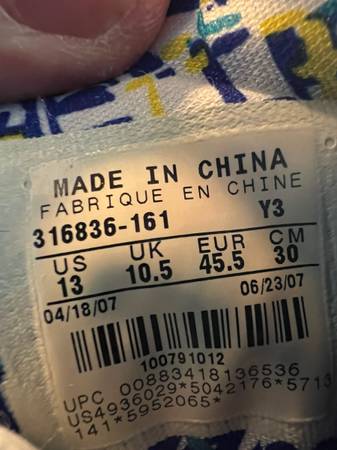 MADE IN CHINA
FABRIQUE EN CHINE
316836-161 Y3
US UK EUR CM
13 10.5 45.5 30
04/18/07 06/23/07
100791012
UPC 00883418136536
US4936029*5042176*5713
141*5952065*